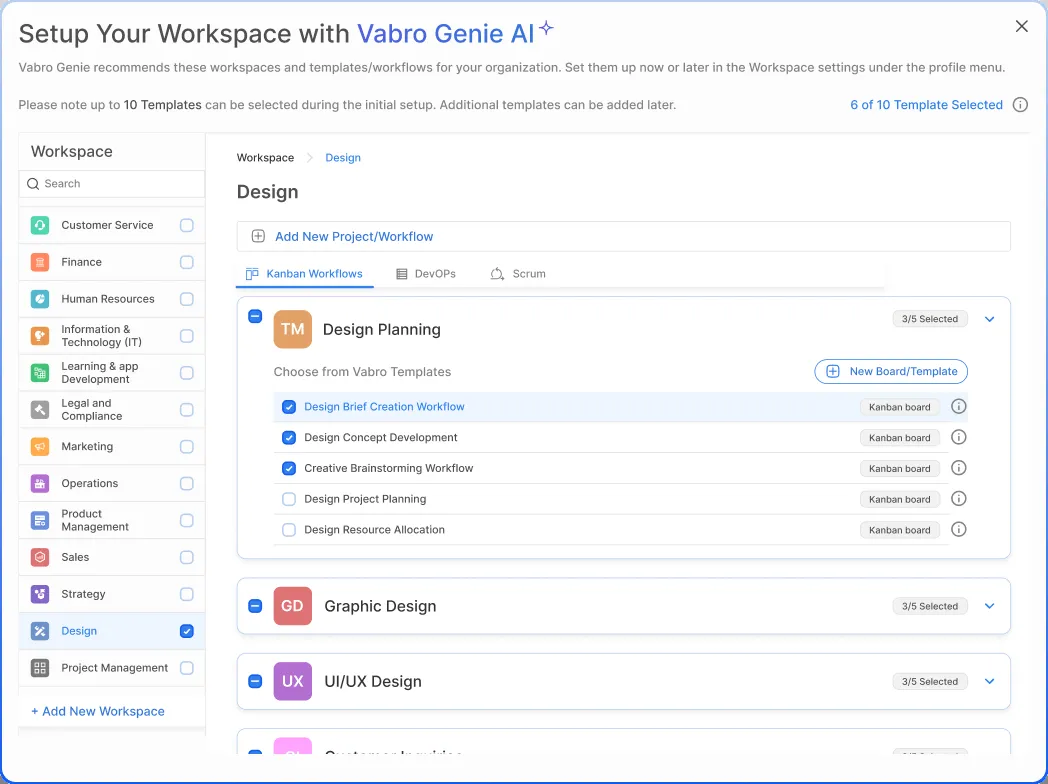 Setup Your Workspace with Vabro Genie AI
Vabro Genie recommends these workspaces and templates/workflows for your organization. Set them up now or later in the Workspace settings under the profile menu.
Please note up to 10 Templates can be selected during the initial setup. Additional templates can be added later.
6 of 10 Template Selected
Workspace
Search
Customer Service
Finance
Human Resources
Information &
Technology (IT)
Learning & app
Development
Legal and
Compliance
Marketing
Operations
Product
Management
Sales
Strategy
Design
Project Management
+ Add New Workspace
Workspace > Design
Design
Add New Project/Workflow
Kanban Workflows
DevOPs
Scrum
TM Design Planning
3/5 Selected
Choose from Vabro Templates
New Board/Template
Design Brief Creation Workflow
Kanban board
Design Concept Development
Kanban board
Creative Brainstorming Workflow
Kanban board
Design Project Planning
Kanban board
Design Resource Allocation
Kanban board
GD Graphic Design
3/5 Selected
UX UI/UX Design
3/5 Selected